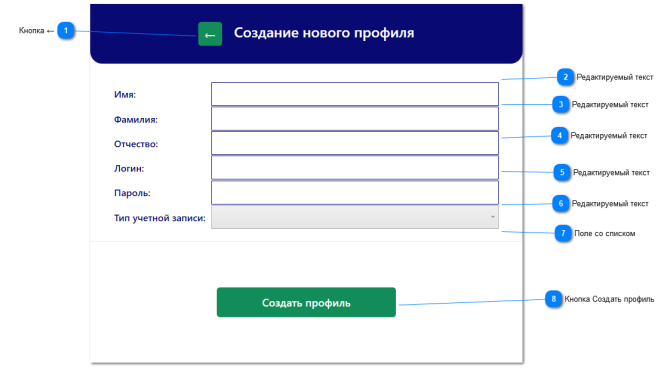 Кнопка ← 1
← Создание нового профиля
2 Редактируемый текст
Имя:
3 Редактируемый текст
Фамилия:
4 Редактируемый текст
Отчество:
Логин:
5 Редактируемый текст
Пароль:
6 Редактируемый текст
Тип учетной записи:
7 Поле со списком
Создать профиль
8 Кнопка Создать профиль